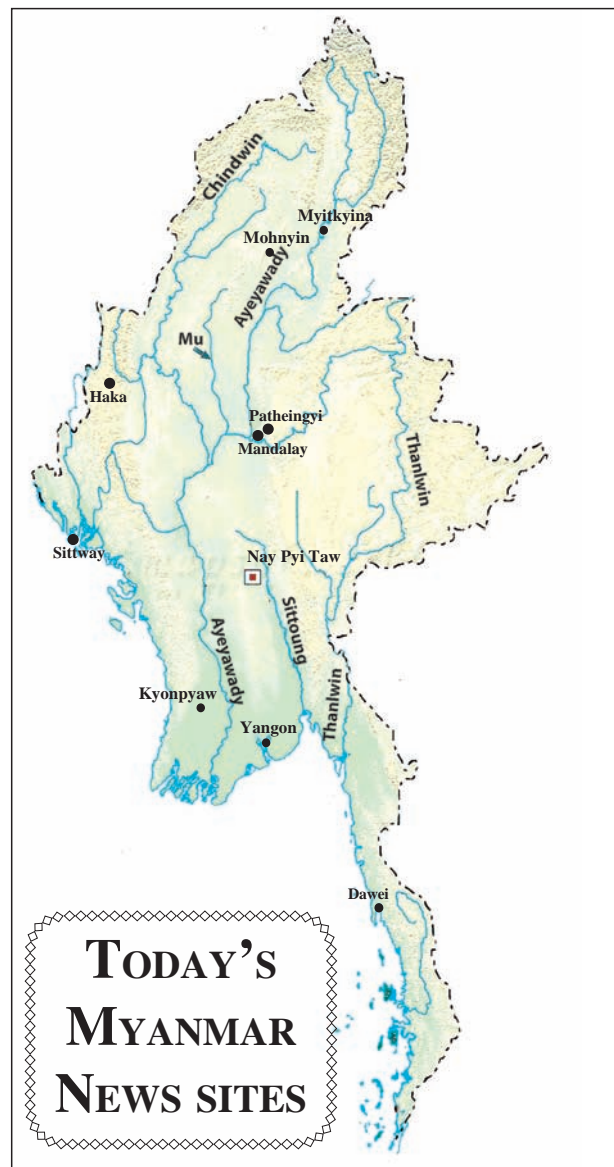 Chindwin
Myitkyina
Mohnyin
Ayeyawady
Mu
Haka
Patheingyi
Mandalay
Thanlwin
Sittway
Nay Pyi Taw
Sittoung
Ayeyawady
Kyonpyaw
Thanlwin
Yangon
Dawei
TODAY'S
MYANMAR
NEWS SITES